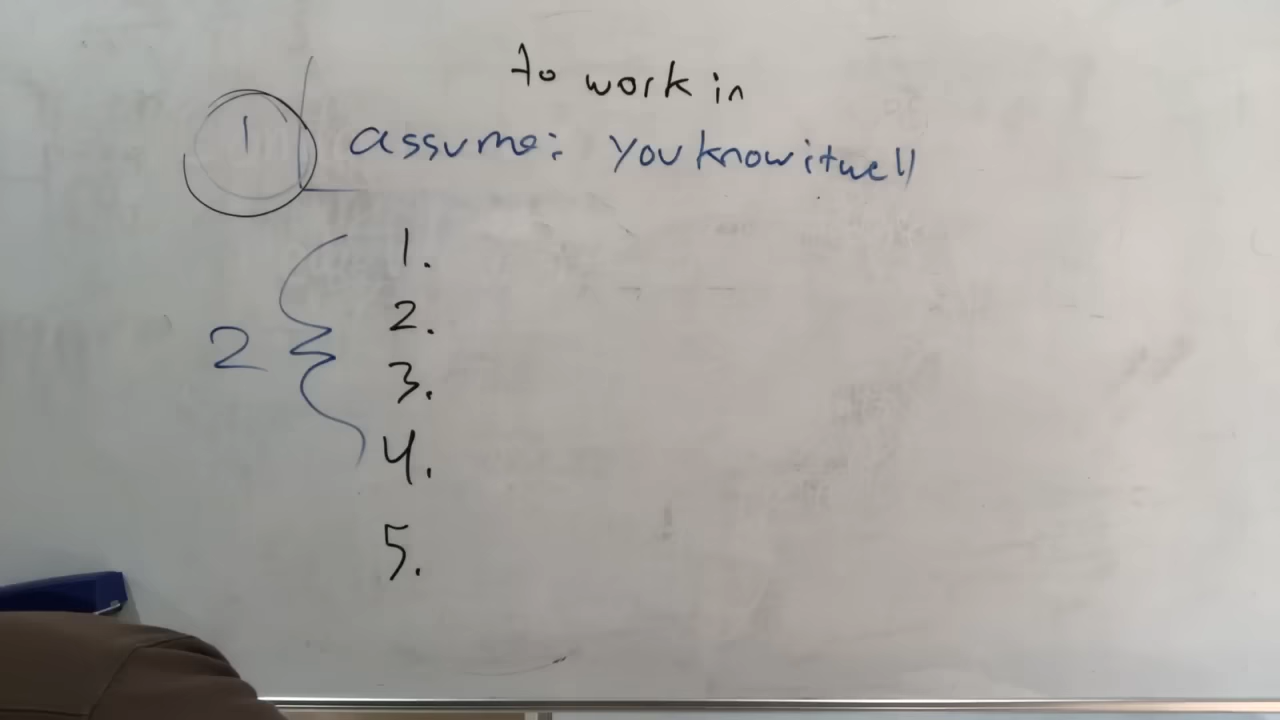 to work in
1 assume: you know it well
1.
2.
2 3.
4.
5.